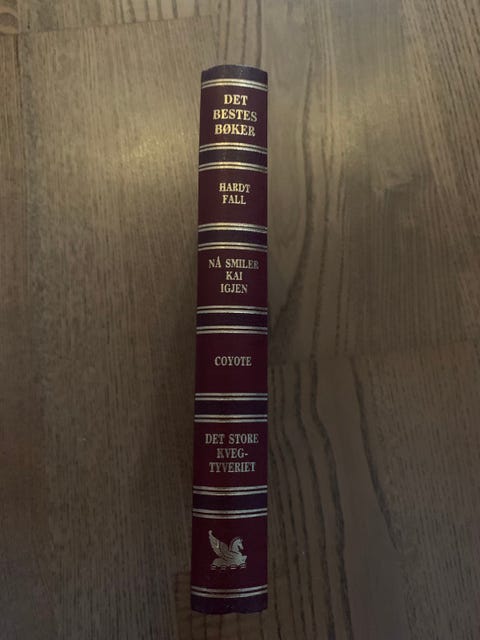 DET
BESTES
BØKER
HARDT
FALL
NÅ SMILER
KAI
IGJEN
COYOTE
DET STORE
KVEG-
TYVERIET